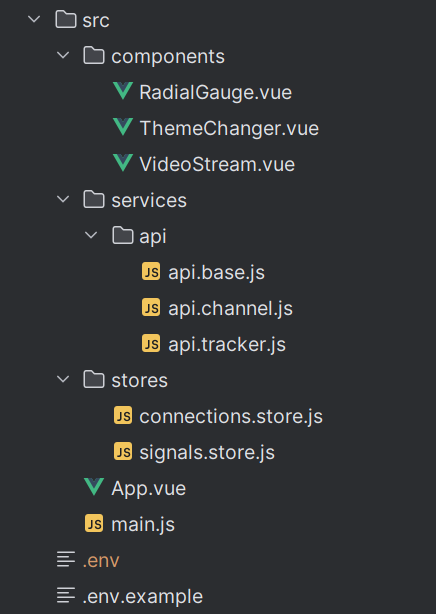 src
components
RadialGauge.vue
ThemeChanger.vue
VideoStream.vue
services
api
JS api.base.js
JS api.channel.js
JS api.tracker.js
stores
JS connections.store.js
JS signals.store.js
App.vue
JS main.js
.env
.env.example